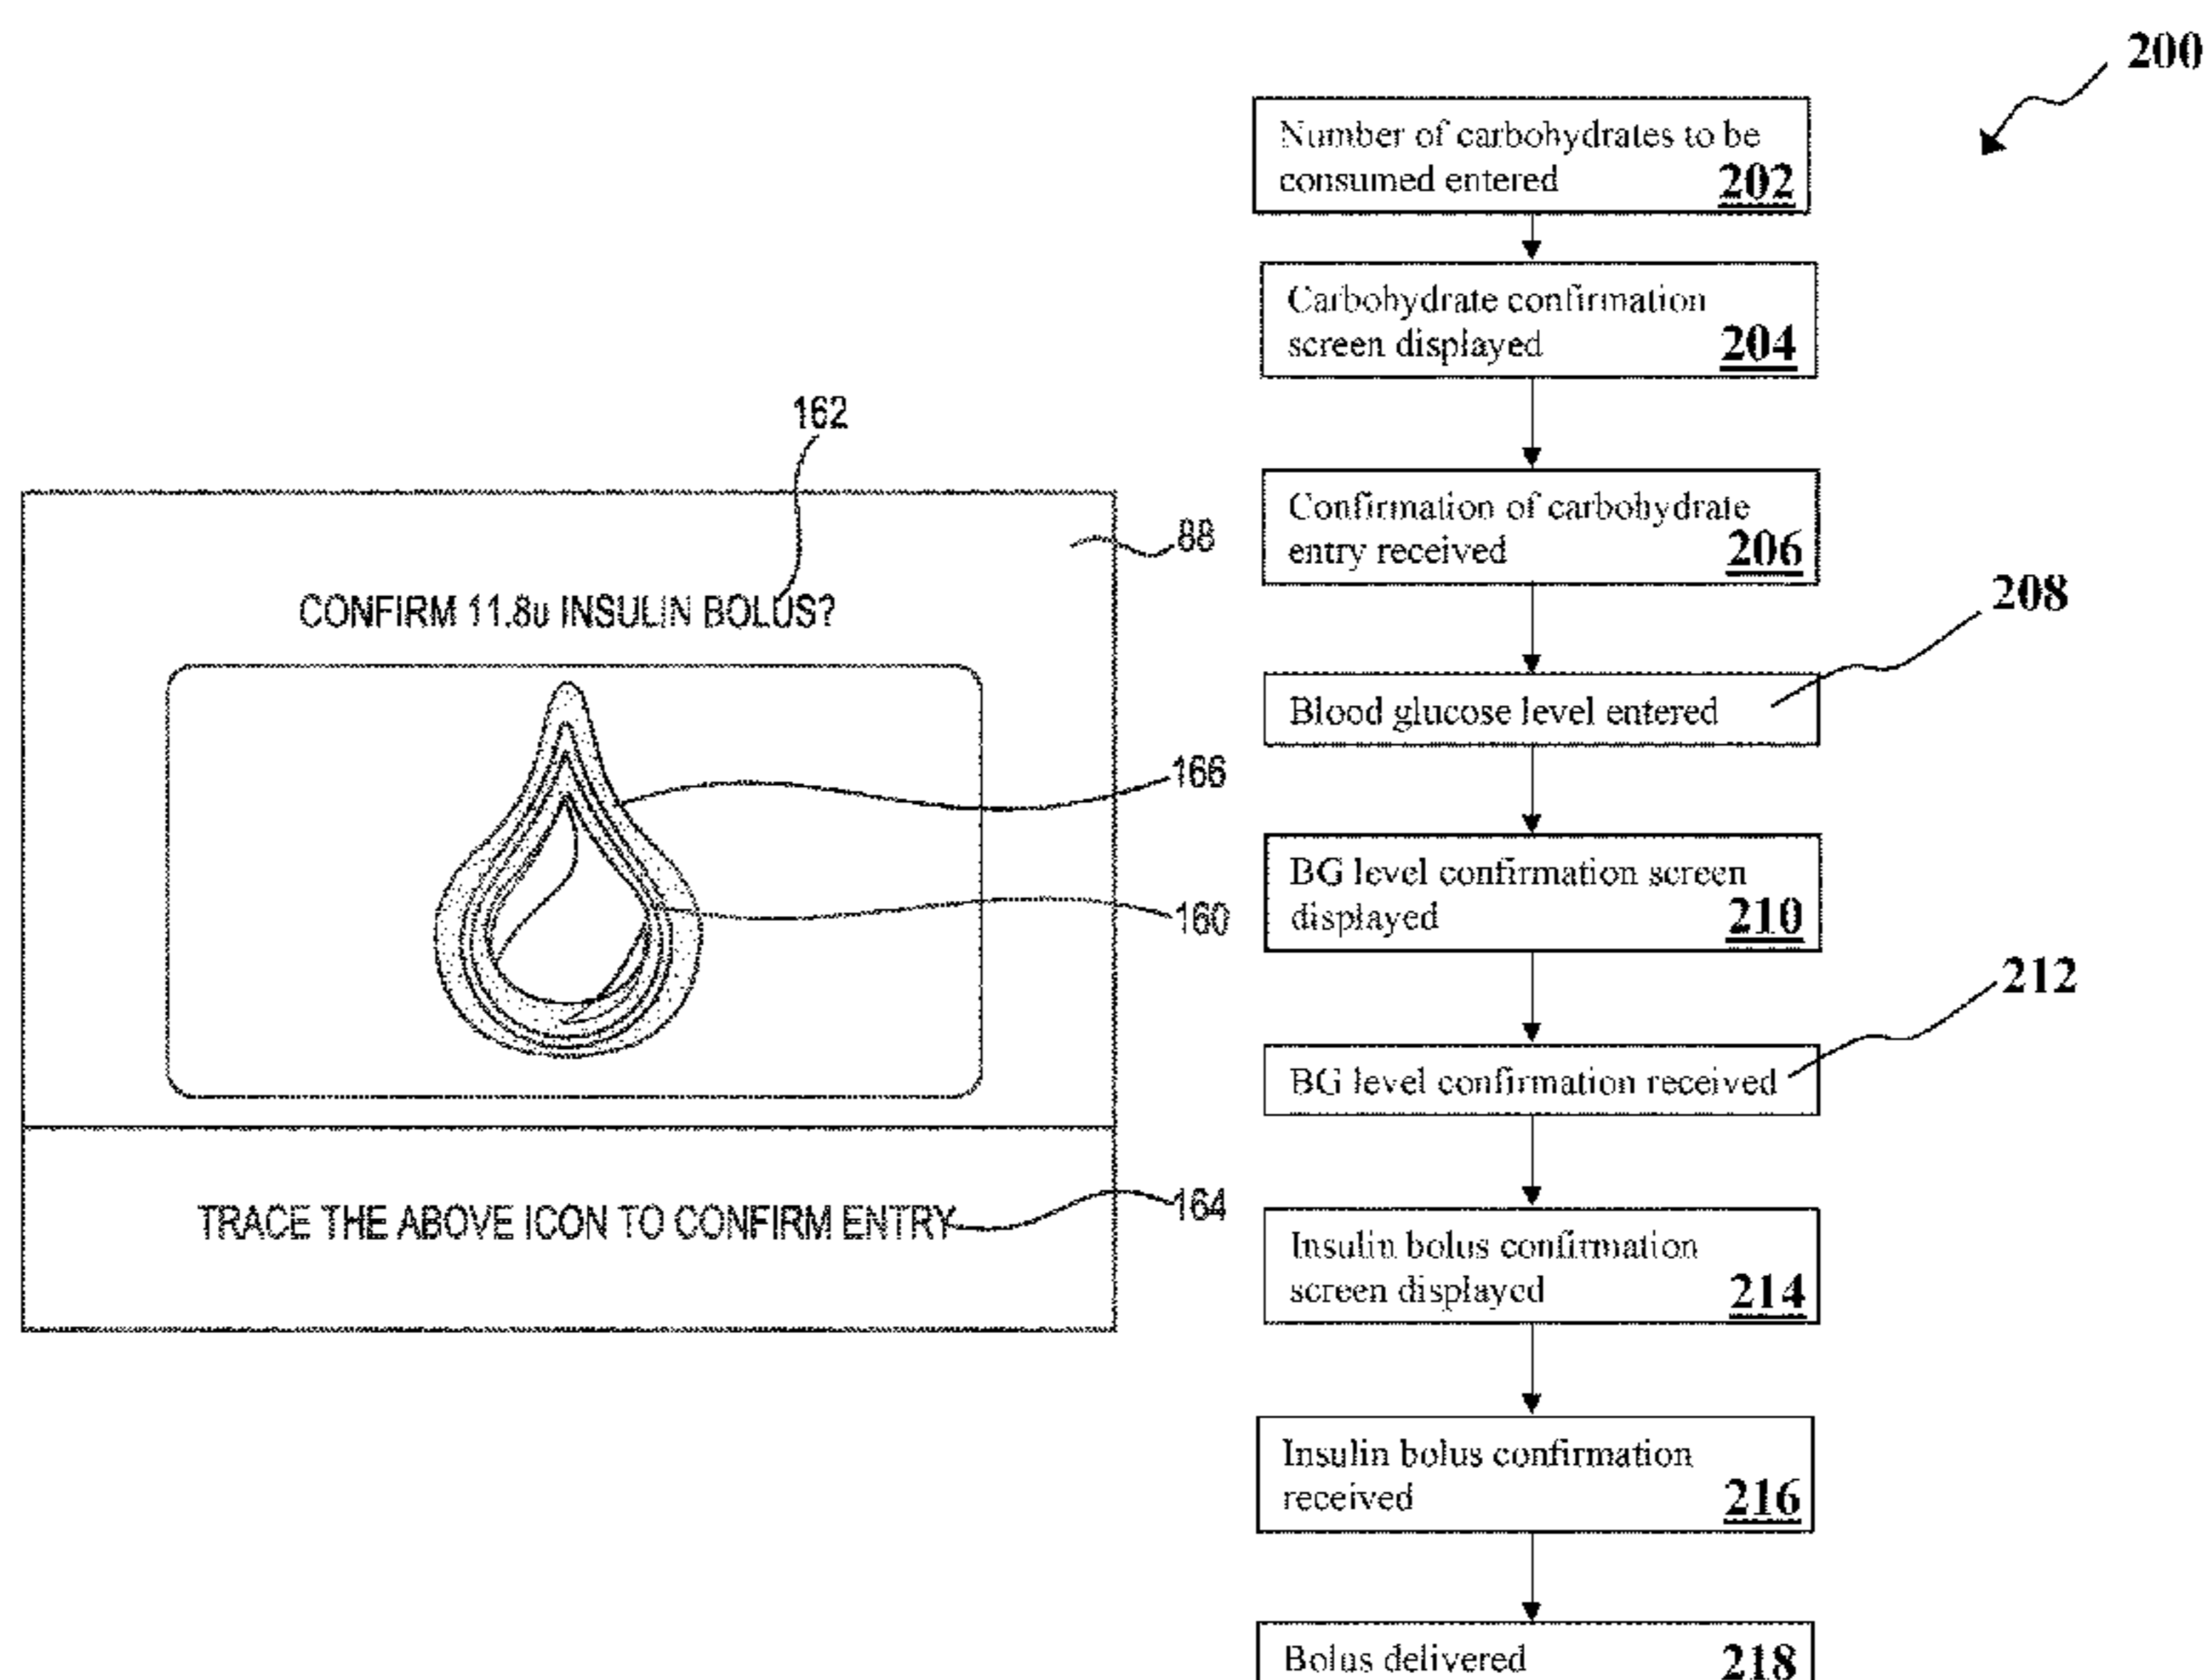 162
88
CONFIRM 11.8u INSULIN BOLUS?
166
160
TRACE THE ABOVE ICON TO CONFIRM ENTRY
164
200
Number of carbohydrates to be
consumed entered 202
Carbohydrate confirmation
screen displayed 204
Confirmation of carbohydrate
entry received 206
208
Blood glucose level entered
BG level confirmation screen
displayed 210
212
BG level confirmation received
Insulin bolus confirmation
screen displayed 214
Insulin bolus confirmation
received 216
Bolus delivered 218